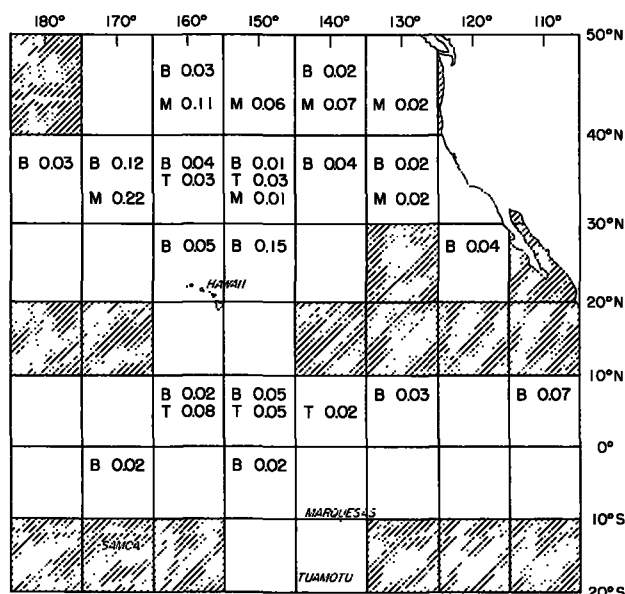 180° 170° 160° 150° 140° 130° 120° 110°
50°N
B 0.03 B 0.02
M 0.11 M 0.06 M 0.07 M 0.02
40°N
B 0.03 B 0.12 B 0.04 B 0.01 B 0.04 B 0.02
T 0.03 T 0.03
M 0.22 M 0.01 M 0.02
30°N
B 0.05 B 0.15 B 0.04
HAWAII
20°N
10°N
B 0.02 B 0.05 B 0.03 B 0.07
T 0.08 T 0.05 T 0.02
0°
B 0.02 B 0.02
MARQUESAS
10°S
TUAMOTU
20°S